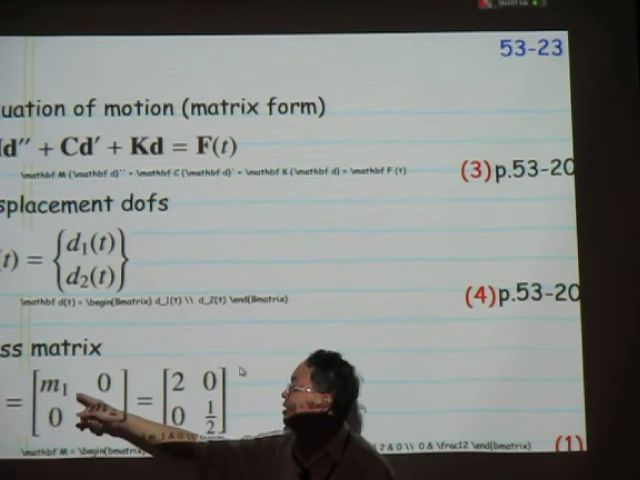 53-23
uation of motion (matrix form)
d″ + Cd′ + Kd = F(t)
\mathbf M {\mathbf d}'' + \mathbf C {\mathbf d}' + \mathbf K {\mathbf d} = \mathbf F (t)
(3)p.53-20
splacement dofs
(t) = {d₁(t) d₂(t)}
\mathbf d(t) = \begin{Bmatrix} d_1(t) \\ d_2(t) \end{Bmatrix}
(4)p.53-20
ss matrix
= [m₁ 0
0] = [2 0
0 1/2]
\mathbf M = \begin{bmatrix}
2 & 0 \\ 0 & \frac12 \end{bmatrix}
(1)